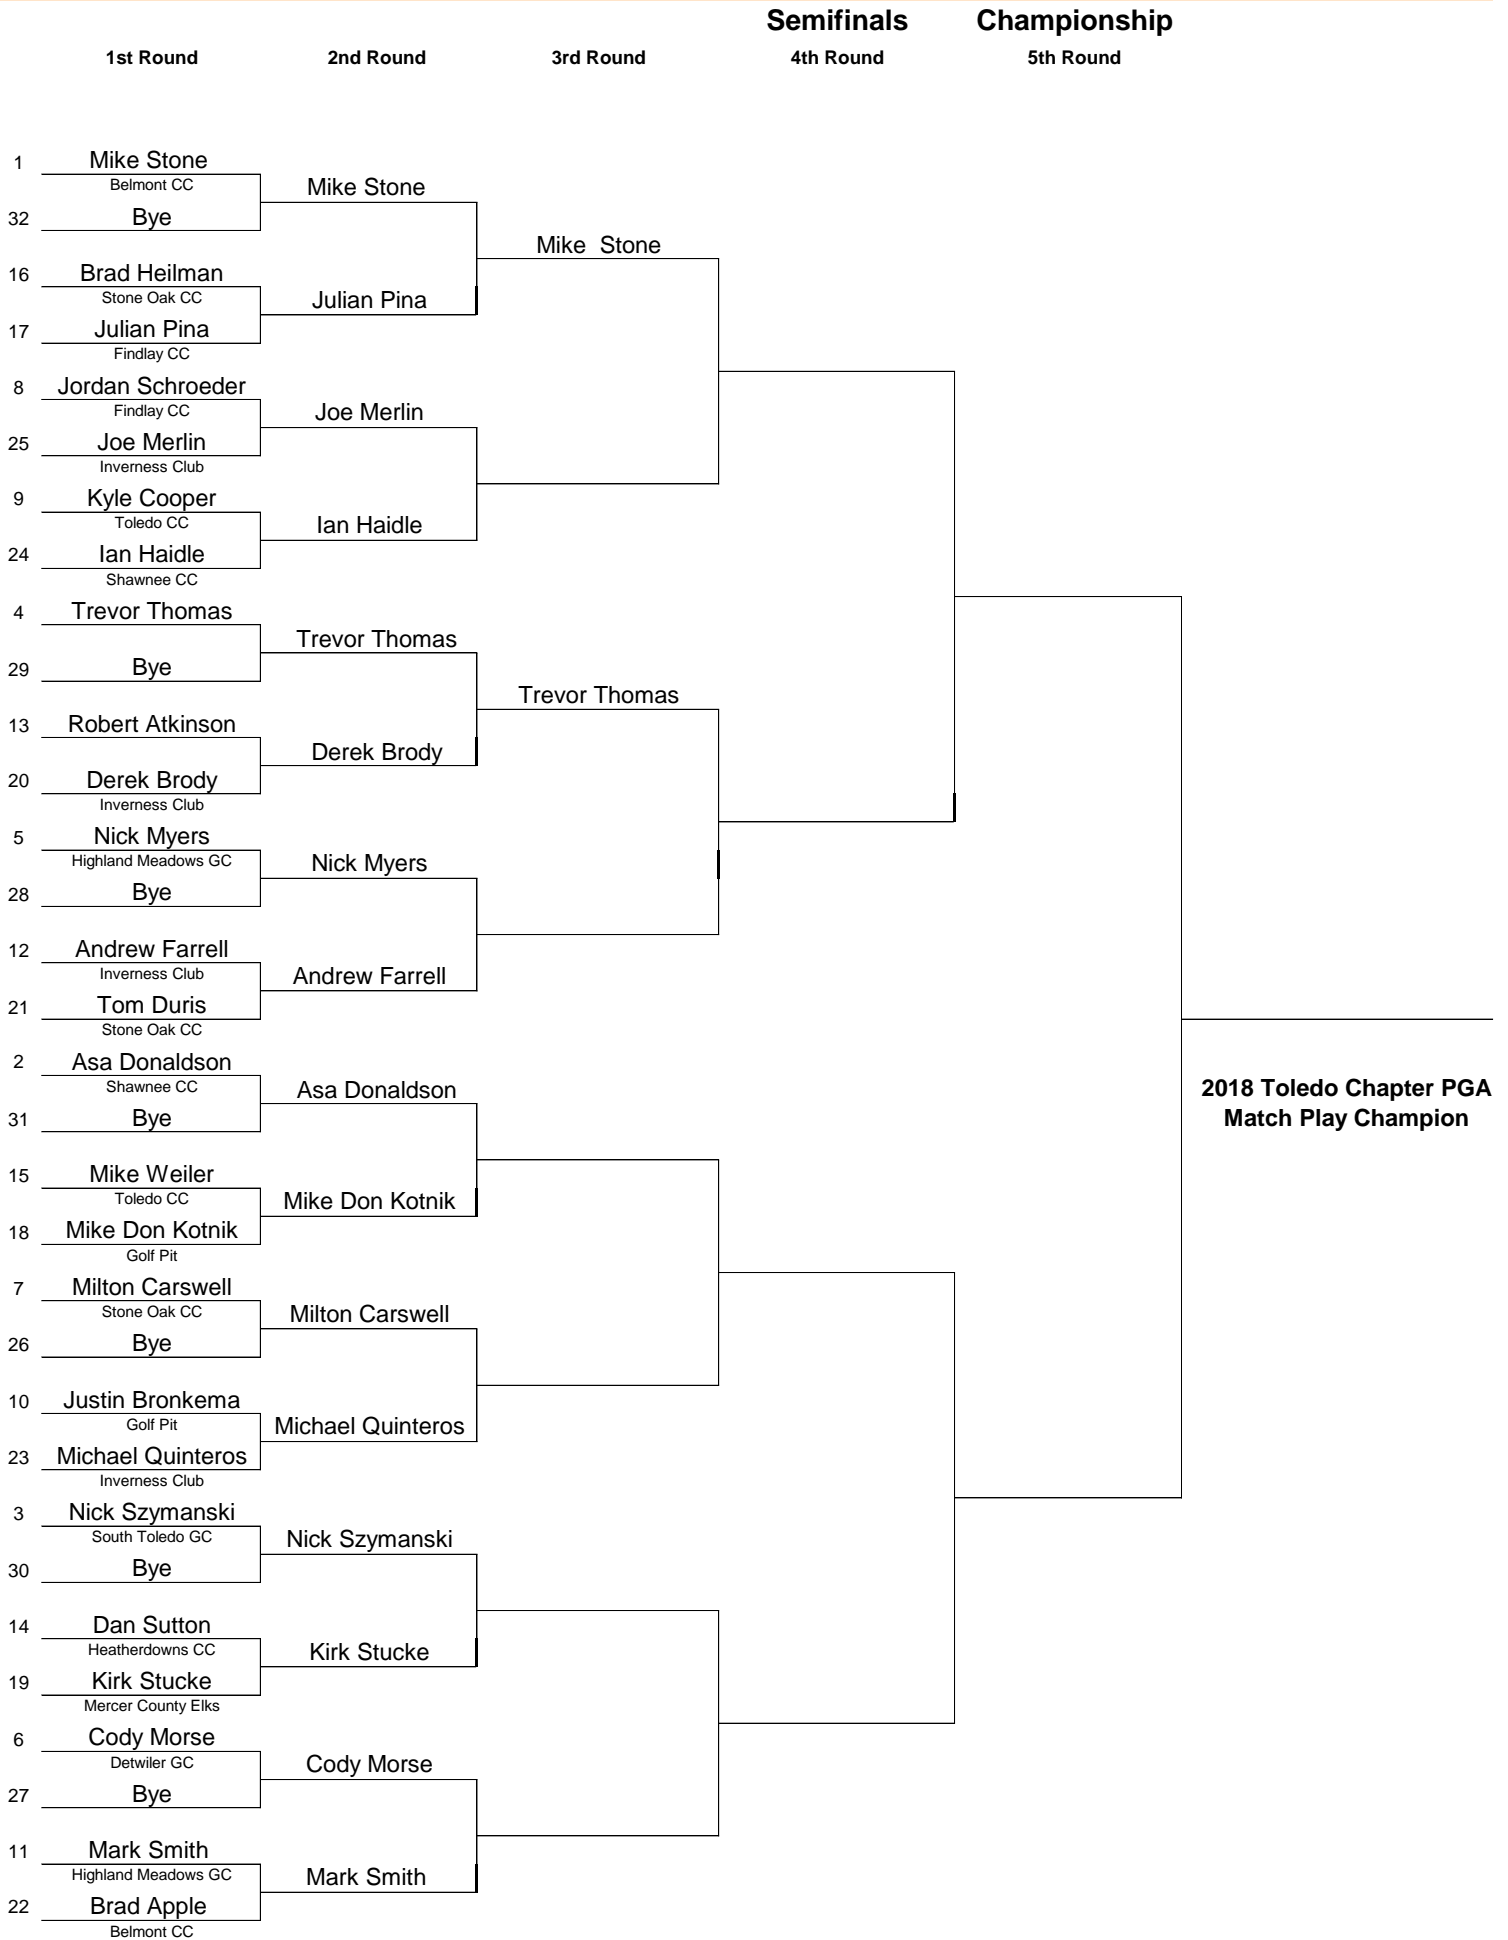 Semifinals Championship
1st Round 2nd Round 3rd Round 4th Round 5th Round
1 Mike Stone
Belmont CC
Mike Stone
32 Bye
Mike  Stone
16 Brad Heilman
Stone Oak CC
Julian Pina
17 Julian Pina
Findlay CC
8 Jordan Schroeder
Findlay CC
Joe Merlin
25 Joe Merlin
Inverness Club
9 Kyle Cooper
Toledo CC
Ian Haidle
24 Ian Haidle
Shawnee CC
4 Trevor Thomas
Trevor Thomas
29 Bye
Trevor Thomas
13 Robert Atkinson
Derek Brody
20 Derek Brody
Inverness Club
5 Nick Myers
Highland Meadows GC
Nick Myers
28 Bye
12 Andrew Farrell
Inverness Club
Andrew Farrell
21 Tom Duris
Stone Oak CC
2 Asa Donaldson
Shawnee CC
Asa Donaldson
2018 Toledo Chapter PGA
Match Play Champion
31 Bye
15 Mike Weiler
Toledo CC
Mike Don Kotnik
18 Mike Don Kotnik
Golf Pit
7 Milton Carswell
Stone Oak CC
Milton Carswell
26 Bye
10 Justin Bronkema
Golf Pit
Michael Quinteros
23 Michael Quinteros
Inverness Club
3 Nick Szymanski
South Toledo GC
Nick Szymanski
30 Bye
14 Dan Sutton
Heatherdowns CC
Kirk Stucke
19 Kirk Stucke
Mercer County Elks
6 Cody Morse
Detwiler GC
Cody Morse
27 Bye
11 Mark Smith
Highland Meadows GC
Mark Smith
22 Brad Apple
Belmont CC